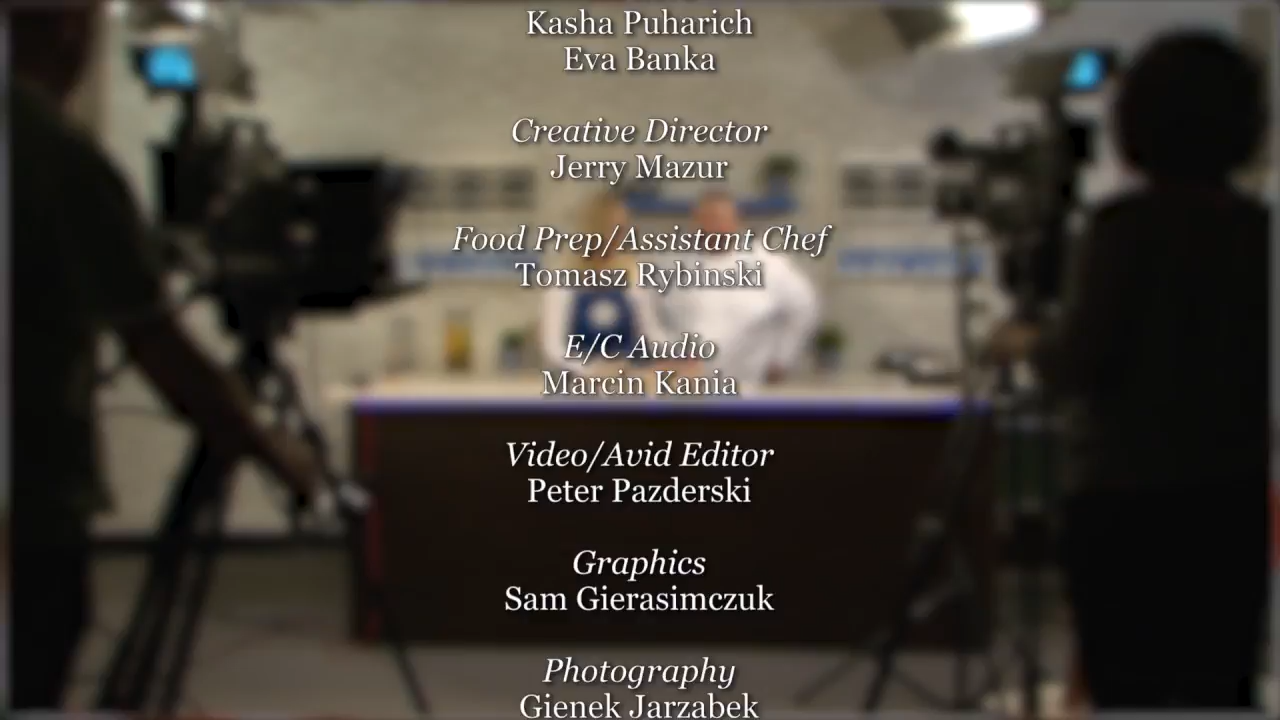 Kasha Puharich
Eva Banka
Creative Director
Jerry Mazur
Food Prep/Assistant Chef
Tomasz Rybinski
E/C Audio
Marcin Kania
Video/Avid Editor
Peter Pazderski
Graphics
Sam Gierasimczuk
Photography
Gienek Jarzabek